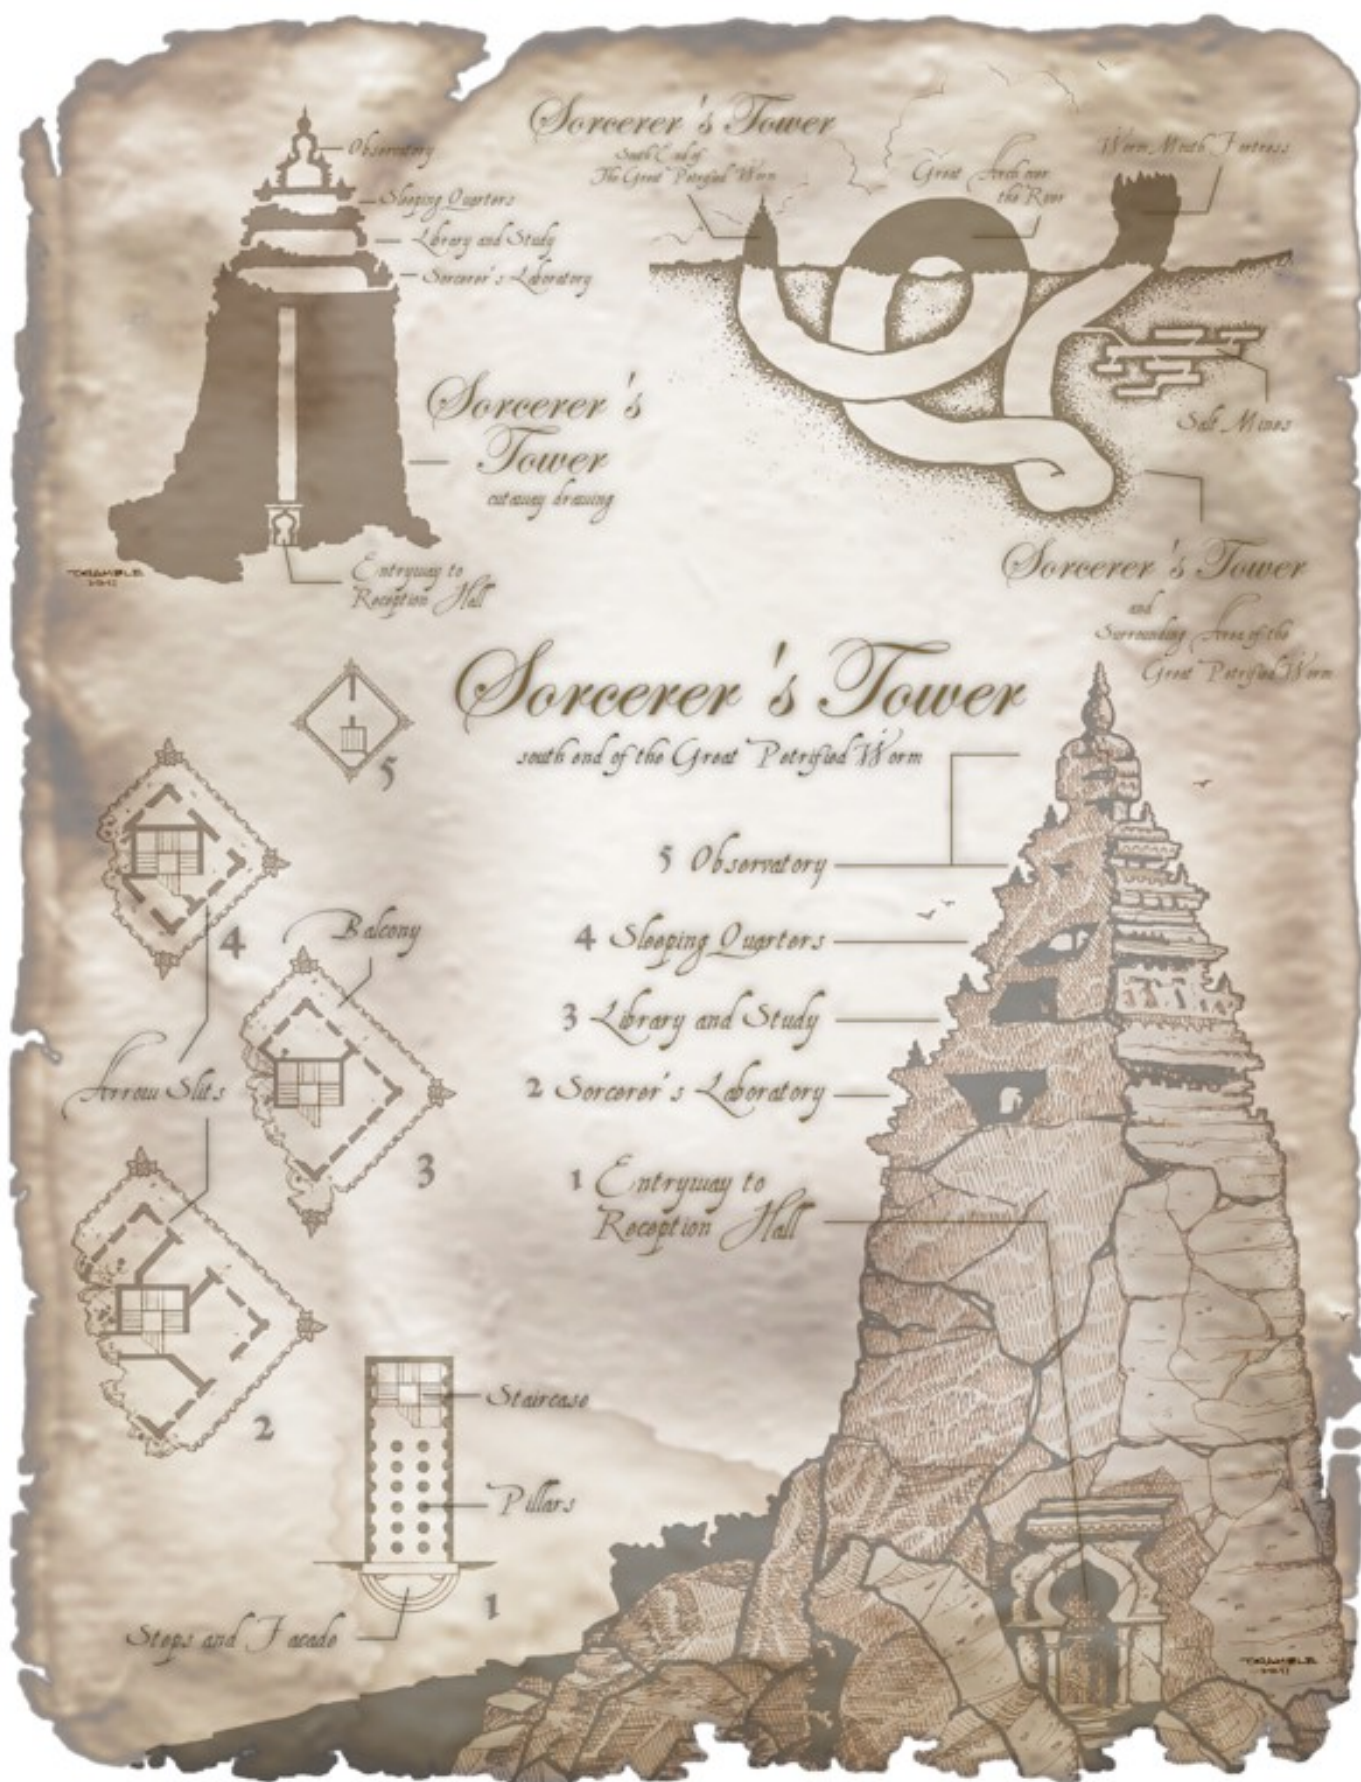 Observatory
Sleeping Quarters
Library and Study
Sorcerer's Laboratory
Sorcerer's
Tower
cutaway drawing
Entryway to
Reception Hall
Sorcerer's Tower
South End of
The Great Petrified Worm
Great Arch over
the River
Worm Mouth Fortress
Salt Mines
Sorcerer's Tower
and
Surrounding Area of the
Great Petrified Worm
Sorcerer's Tower
south end of the Great Petrified Worm
5 Observatory
4 Sleeping Quarters
3 Library and Study
2 Sorcerer's Laboratory
1 Entryway to
Reception Hall
5
4
Balcony
Arrow Slits
3
2
Staircase
Pillars
1
Steps and Facade